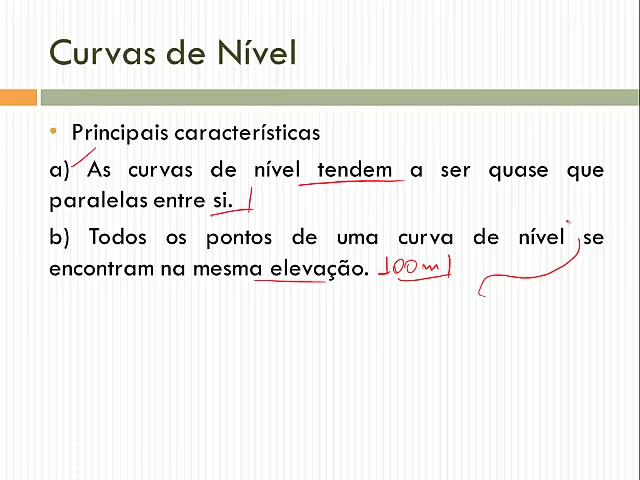 Curvas de Nível
• Principais características
a) As curvas de nível tendem a ser quase que
paralelas entre si.
b) Todos os pontos de uma curva de nível se
encontram na mesma elevação. 100m